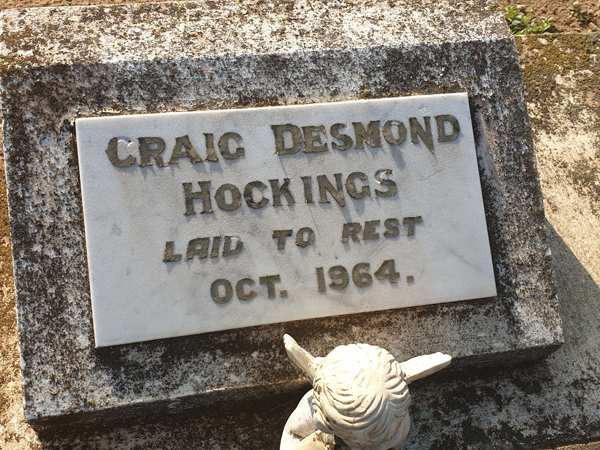 CRAIG DESMOND
HOCKINGS
LAID TO REST
OCT. 1964.